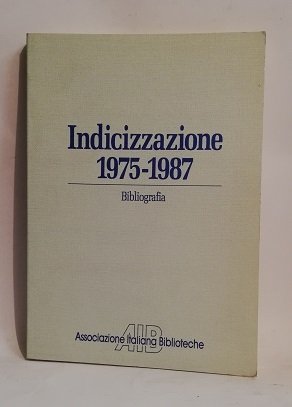 Indicizzazione
1975-1987
Bibliografia
AIB
Associazione Italiana Biblioteche